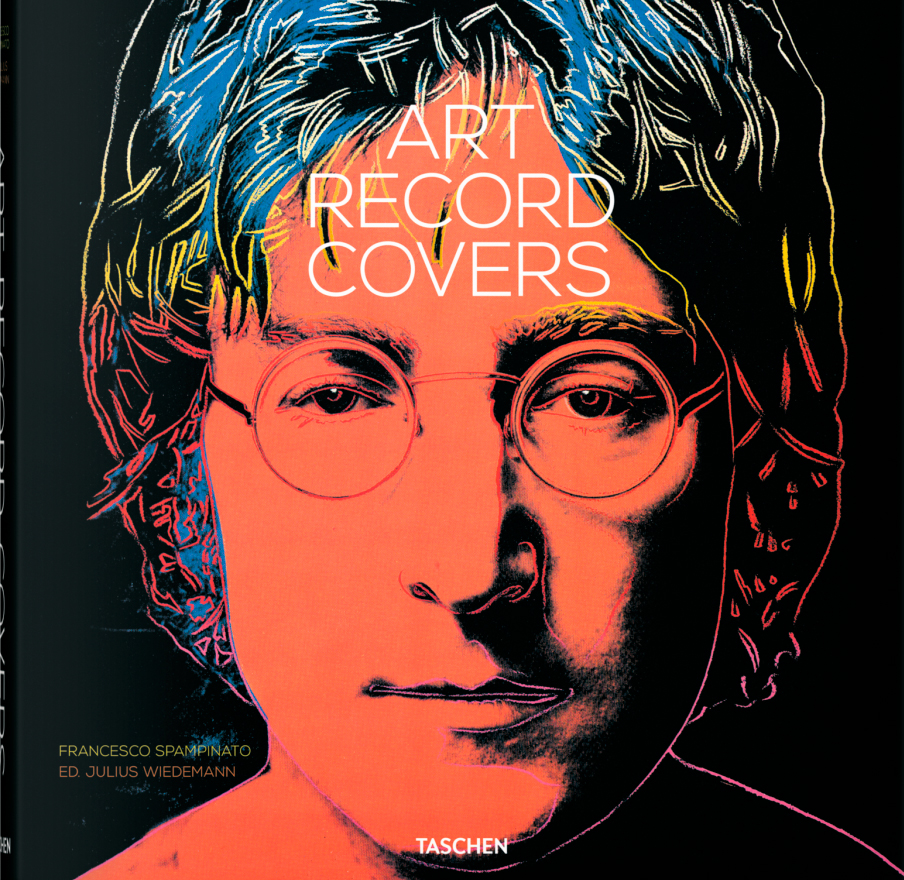 ART
RECORD
COVERS
FRANCESCO SPAMPINATO
ED. JULIUS WIEDEMANN
TASCHEN